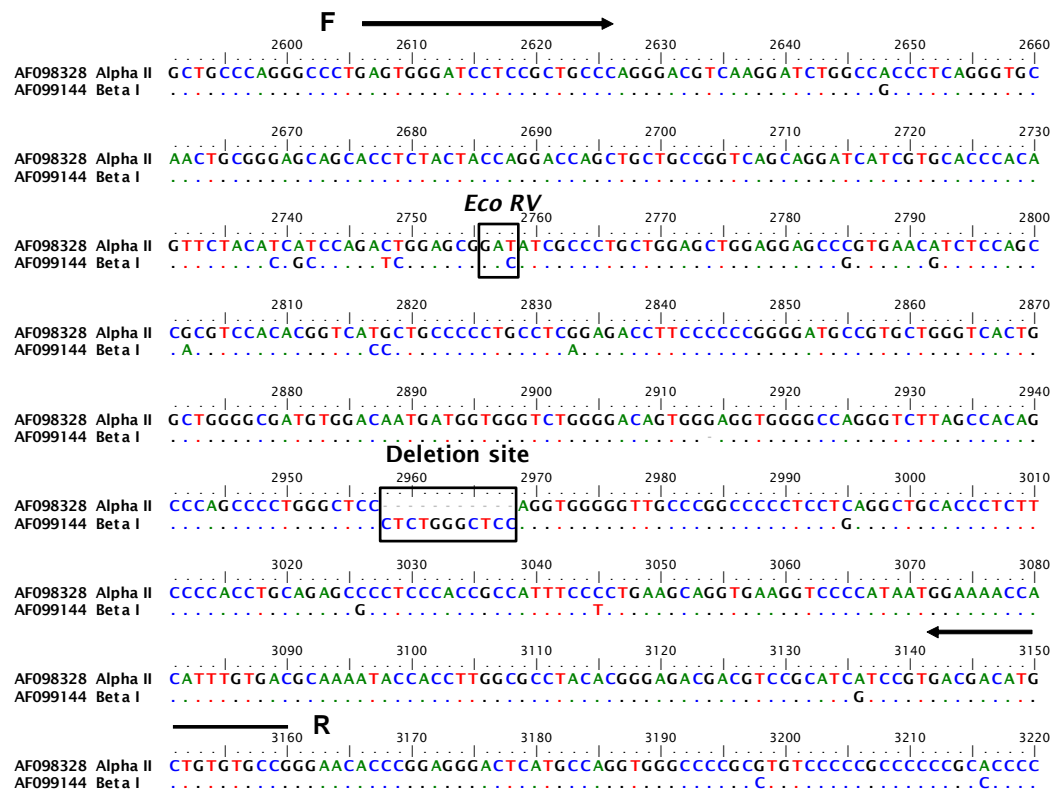 F
2600 2610 2620 2630 2640 2650 2660
AF098328 Alpha II GCTGCCCAGGGCCCTGAGTGGGATCCTCCGCTGCCCAGGGACGTCAAGGATCTGGCCACCCTCAGGGTGC
AF099144 Beta I .........................................................G............
2670 2680 2690 2700 2710 2720 2730
AF098328 Alpha II AACTGCGGGAGCAGCACCTCTACTACCAGGACCAGCTGCTGCCGGTCAGCAGGATCATCGTGCACCCACA
AF099144 Beta I ......................................................................
Eco RV
2740 2750 2760 2770 2780 2790 2800
AF098328 Alpha II GTTCTACATCATCCAGACTGGAGCGGATATCGCCCTGCTGGAGCTGGAGGAGCCCGTGAACATCTCCAGC
AF099144 Beta I ........C.GC.....TC........C..........................G......G........
2810 2820 2830 2840 2850 2860 2870
AF098328 Alpha II CGCGTCCACACGGTCATGCTGCCCCCTGCCTCGGAGACCTTCCCCCCGGGGATGCCGTGCTGGGTCACTG
AF099144 Beta I .A..............CC..............A.....................................
2880 2890 2900 2910 2920 2930 2940
AF098328 Alpha II GCTGGGGCGATGTGGACAATGATGGTGGGTCTGGGGACAGTGGGAGGTGGGGCCAGGGTCTTAGCCACAG
AF099144 Beta I ...........................................-..........................
Deletion site
2950 2960 2970 2980 2990 3000 3010
AF098328 Alpha II CCCAGCCCCTGGGCTCC-----------AGGTGGGGGTTGCCCGGCCCCCTCCTCAGGCTGCACCCTCTT
AF099144 Beta I .................CTCTGGGCTCC..........................G...............
3020 3030 3040 3050 3060 3070 3080
AF098328 Alpha II CCCCACCTGCAGAGCCCCTCCCACCGCCATTTCCCCTGAAGCAGGTGAAGGTCCCCATAATGGAAAACCA
AF099144 Beta I ...............G..................T...................................
3090 3100 3110 3120 3130 3140 3150
AF098328 Alpha II CATTTGTGACGCAAAATACCACCTTGGCGCCTACACGGGAGACGACGTCCGCATCATCCGTGACGACATG
AF099144 Beta I .......................................................G..............
R
3160 3170 3180 3190 3200 3210 3220
AF098328 Alpha II CTGTGTGCCGGGAACACCCGGAGGGACTCATGCCAGGTGGGCCCCGCGTGTCCCCCGCCCCCCGCACCCC
AF099144 Beta I ...............................................C.................C....